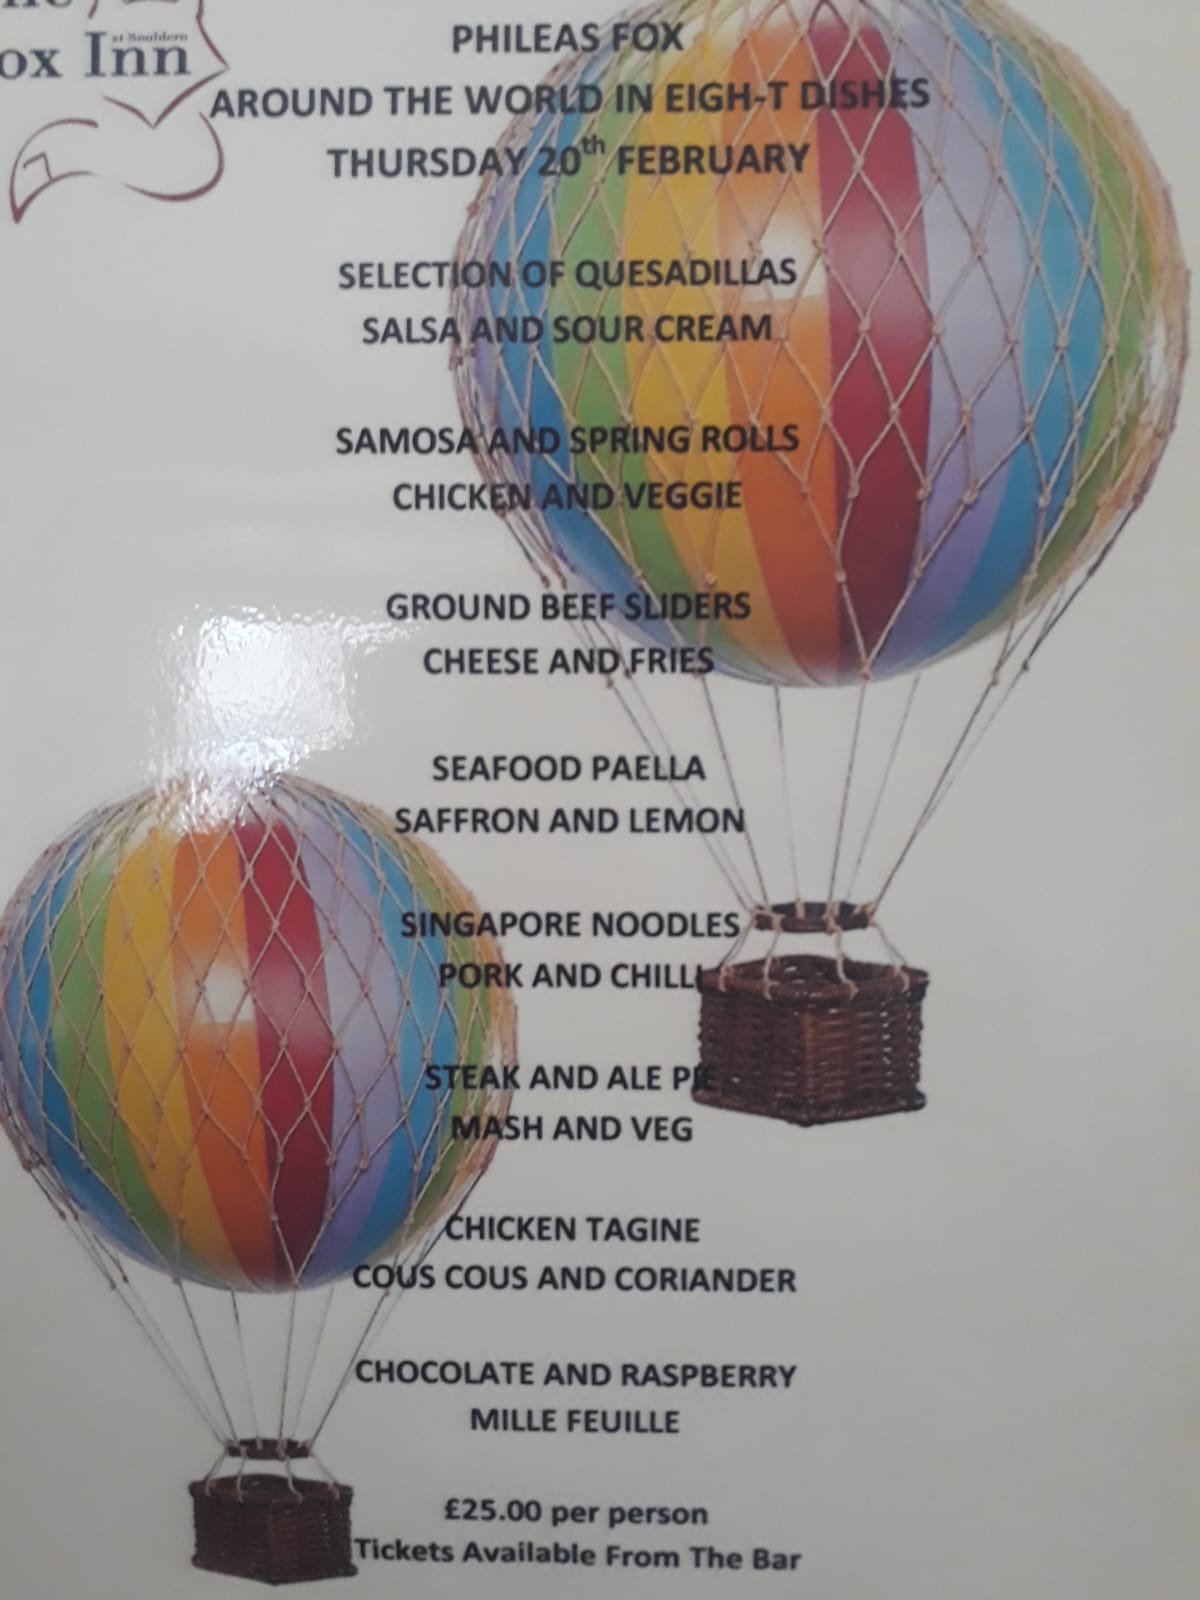 ox Inn
at Souldern
PHILEAS FOX
AROUND THE WORLD IN EIGH-T DISHES
THURSDAY 20th FEBRUARY
SELECTION OF QUESADILLAS
SALSA AND SOUR CREAM
SAMOSA AND SPRING ROLLS
CHICKEN AND VEGGIE
GROUND BEEF SLIDERS
CHEESE AND FRIES
SEAFOOD PAELLA
SAFFRON AND LEMON
SINGAPORE NOODLES
PORK AND CHILLI
STEAK AND ALE PIE
MASH AND VEG
CHICKEN TAGINE
COUS COUS AND CORIANDER
CHOCOLATE AND RASPBERRY
MILLE FEUILLE
£25.00 per person
Tickets Available From The Bar